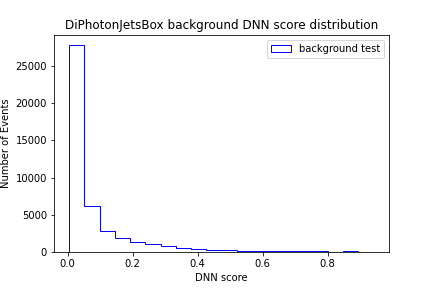 DiPhotonJetsBox background DNN score distribution
background test
Number of Events
25000
20000
15000
10000
5000
0
0.0 0.2 0.4 0.6 0.8
DNN score